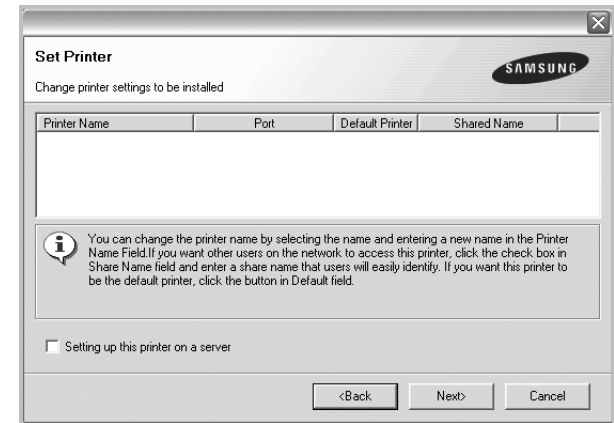 Set Printer
SAMSUNG
Change printer settings to be installed
Printer Name Port Default Printer Shared Name
You can change the printer name by selecting the name and entering a new name in the Printer
Name Field.If you want other users on the network to access this printer, click the check box in
Share Name field and enter a share name that users will easily identify. If you want this printer to
be the default printer, click the button in Default field.
Setting up this printer on a server
<Back Next> Cancel